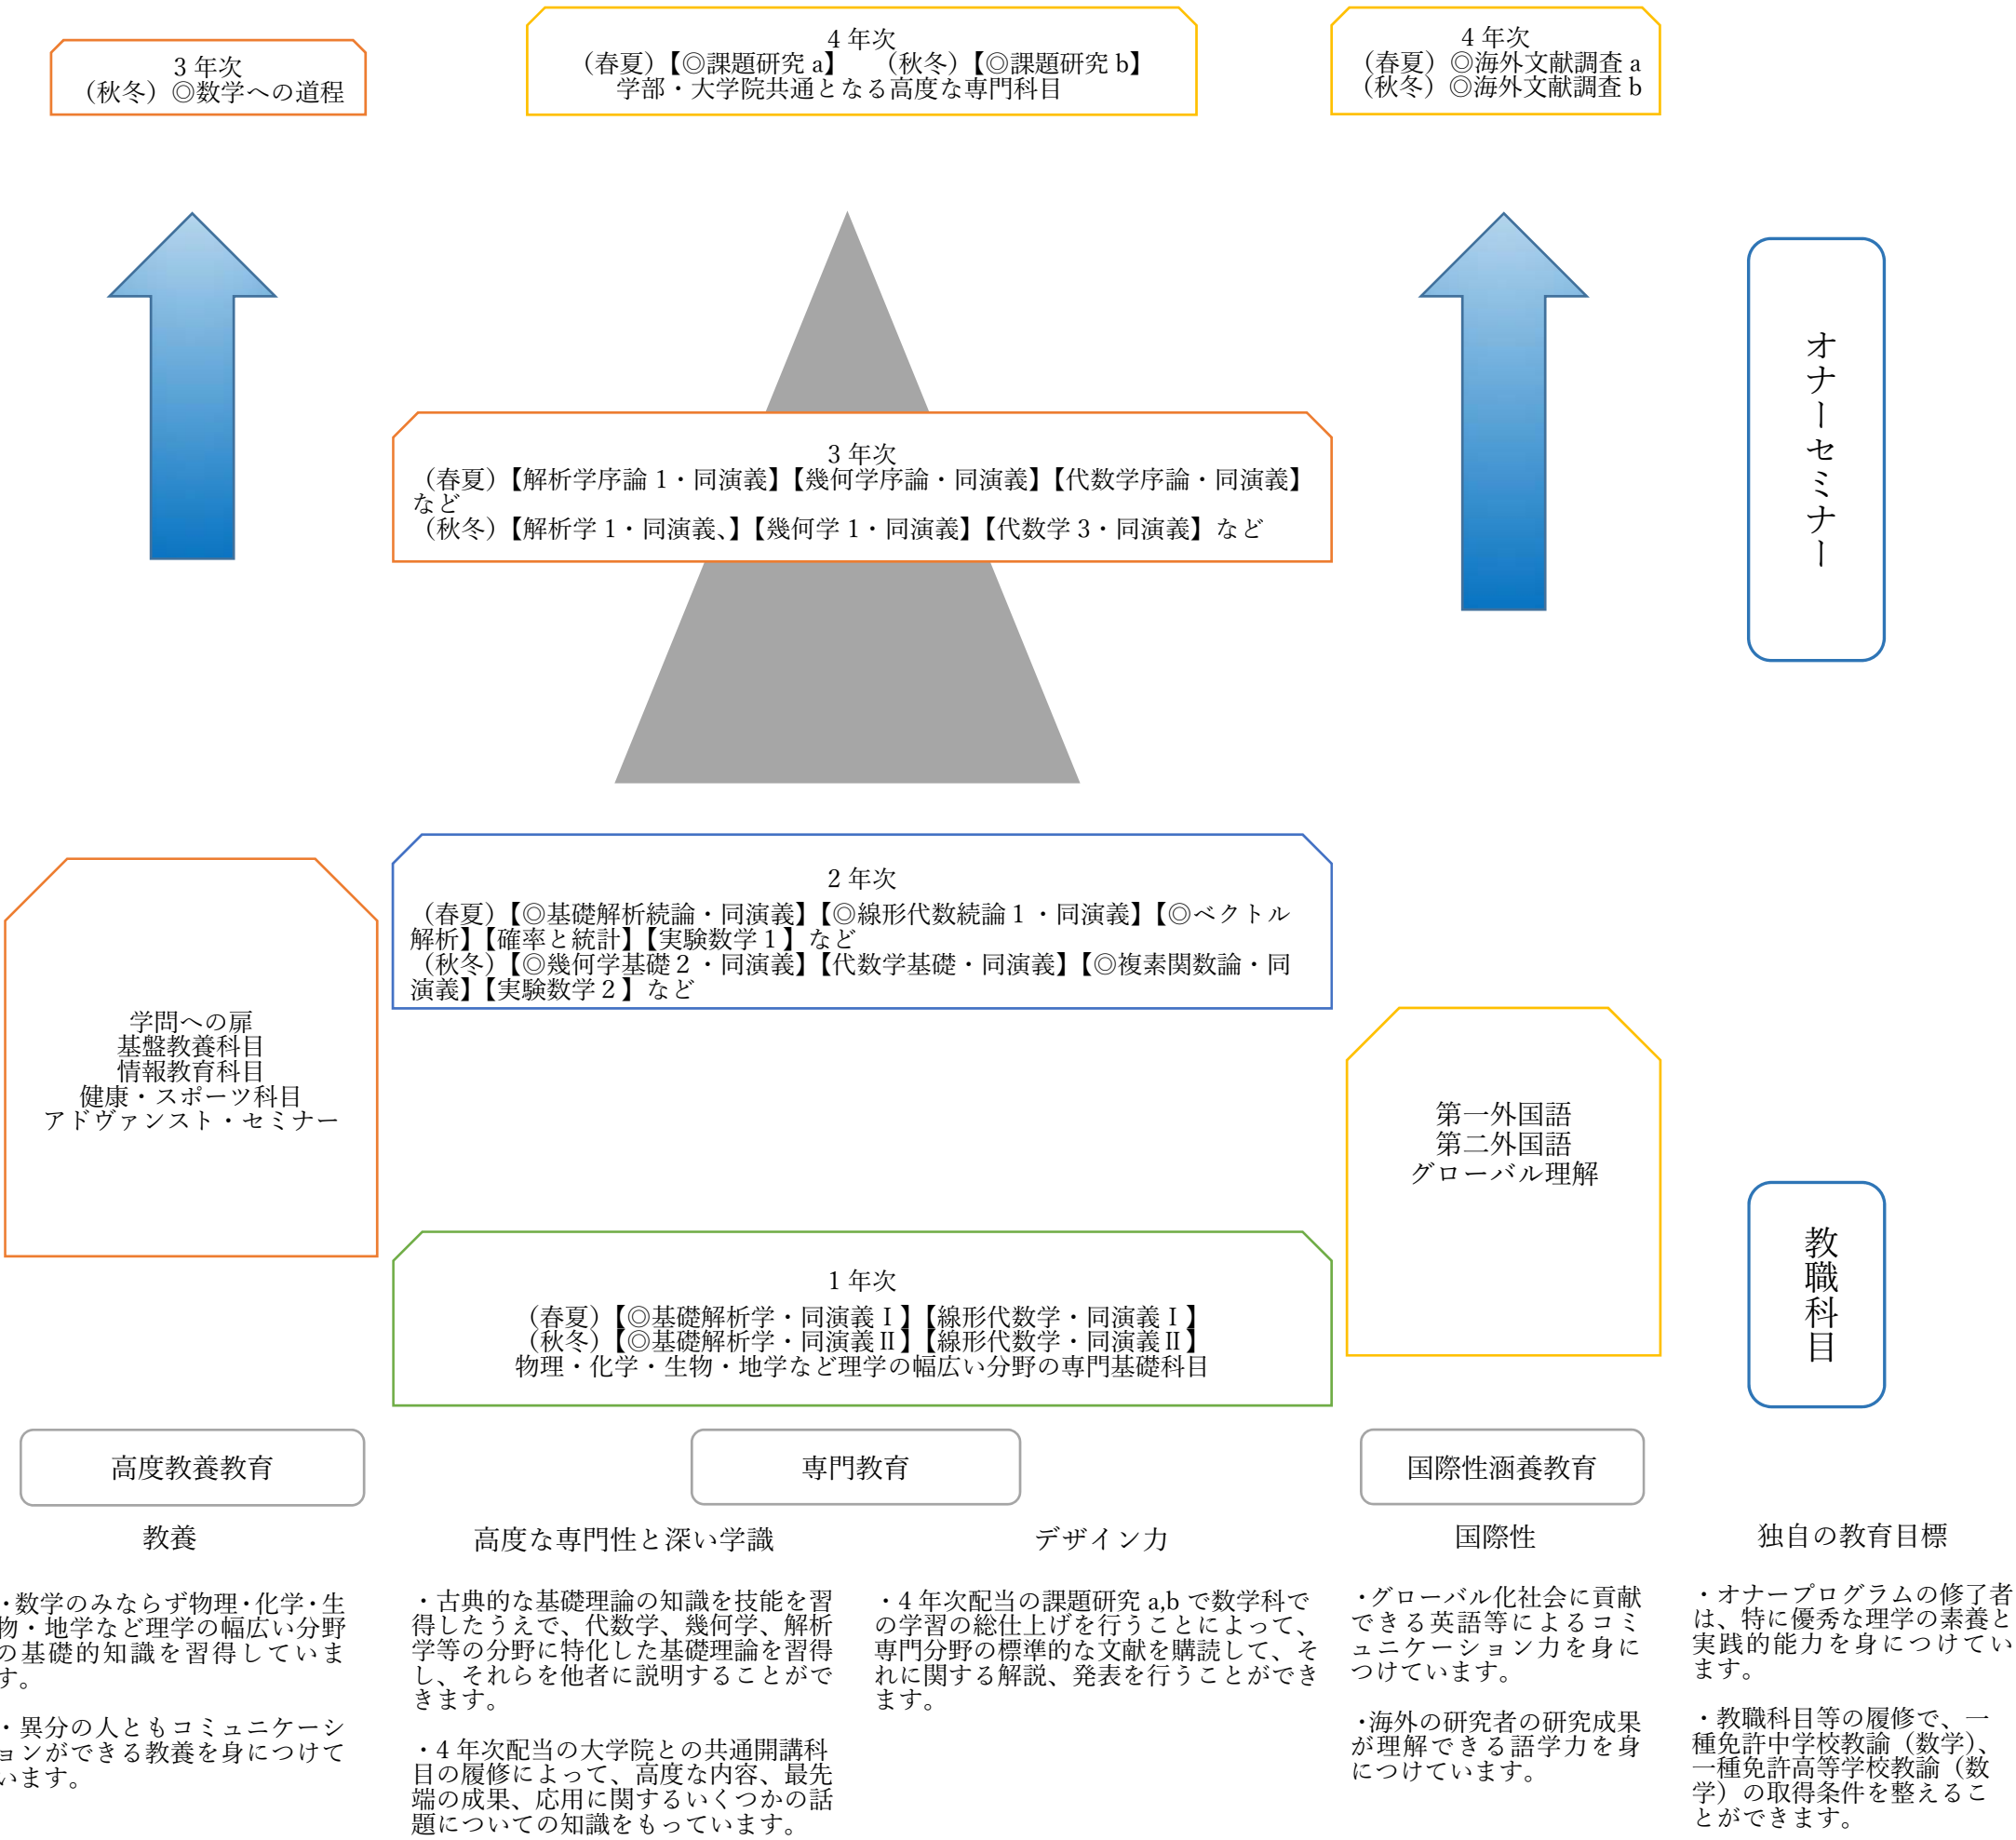 3 年次
（秋冬）◎数学への道程
4 年次
（春夏）【◎課題研究 a】　（秋冬）【◎課題研究 b】
学部・大学院共通となる高度な専門科目
4 年次
（春夏）◎海外文献調査 a
（秋冬）◎海外文献調査 b
オナーセミナー
3 年次
（春夏）【解析学序論 1・同演義】【幾何学序論・同演義】【代数学序論・同演義】
など
（秋冬）【解析学 1・同演義、】【幾何学 1・同演義】【代数学 3・同演義】など
2 年次
（春夏）【◎基礎解析続論・同演義】【◎線形代数続論１・同演義】【◎ベクトル
解析】【確率と統計】【実験数学１】など
（秋冬）【◎幾何学基礎２・同演義】【代数学基礎・同演義】【◎複素関数論・同
演義】【実験数学２】など
学問への扉
基盤教養科目
情報教育科目
健康・スポーツ科目
アドヴァンスト・セミナー
第一外国語
第二外国語
グローバル理解
教職科目
1 年次
（春夏）【◎基礎解析学・同演義Ⅰ】【線形代数学・同演義Ⅰ】
（秋冬）【◎基礎解析学・同演義Ⅱ】【線形代数学・同演義Ⅱ】
物理・化学・生物・地学など理学の幅広い分野の専門基礎科目
高度教養教育
専門教育
国際性涵養教育
教養
・数学のみならず物理・化学・生
物・地学など理学の幅広い分野
の基礎的知識を習得していま
す。
・異分の人ともコミュニケーシ
ョンができる教養を身につけて
います。
高度な専門性と深い学識
・古典的な基礎理論の知識を技能を習
得したうえで、代数学、幾何学、解析
学等の分野に特化した基礎理論を習得
し、それらを他者に説明することがで
きます。
・4 年次配当の大学院との共通開講科
目の履修によって、高度な内容、最先
端の成果、応用に関するいくつかの話
題についての知識をもっています。
デザイン力
・4 年次配当の課題研究 a,b で数学科で
の学習の総仕上げを行うことによって、
専門分野の標準的な文献を購読して、そ
れに関する解説、発表を行うことができ
ます。
国際性
・グローバル化社会に貢献
できる英語等によるコミ
ュニケーション力を身に
つけています。
・海外の研究者の研究成果
が理解できる語学力を身
につけています。
独自の教育目標
・オナープログラムの修了者
は、特に優秀な理学の素養と
実践的能力を身につけてい
ます。
・教職科目等の履修で、一
種免許中学校教諭（数学）、
一種免許高等学校教諭（数
学）の取得条件を整えるこ
とができます。